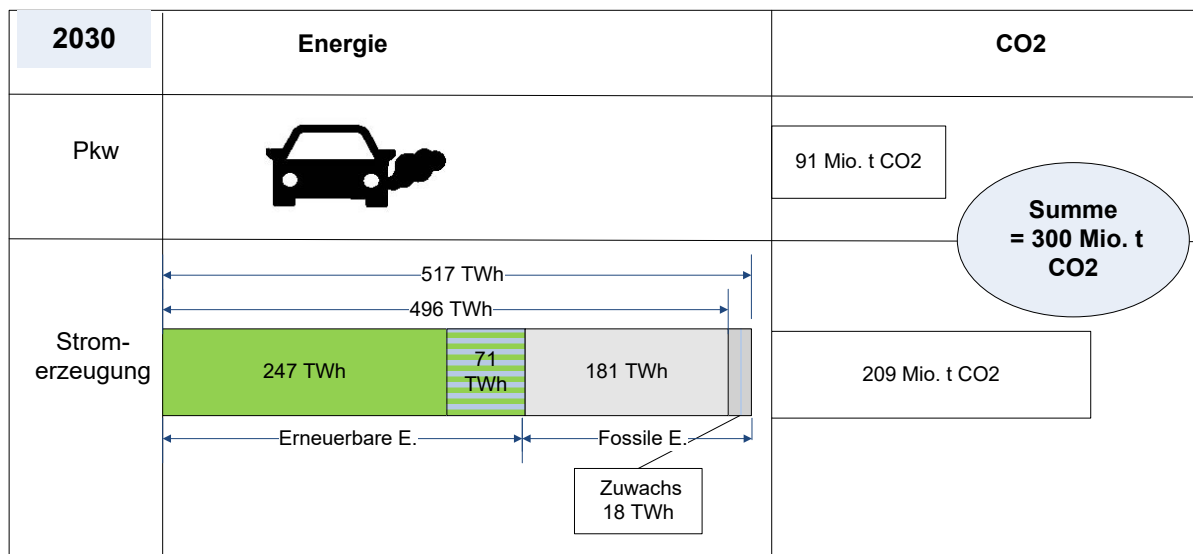 2030
Energie
CO2
Pkw
91 Mio. t CO2
Summe
= 300 Mio. t
CO2
517 TWh
496 TWh
Strom-
erzeugung
247 TWh
71
TWh
181 TWh
209 Mio. t CO2
Erneuerbare E.
Fossile E.
Zuwachs
18 TWh